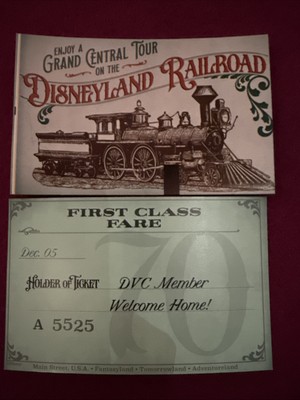 ENJOY A
GRAND CENTRAL TOUR
ON THE
DISNEYLAND RAILROAD
FIRST CLASS
FARE
70
Dec. 05
HOLDER OF TICKET DVC Member
Welcome Home!
A 5525
Main Street, U.S.A. • Fantasyland • Tomorrowland • Adventureland